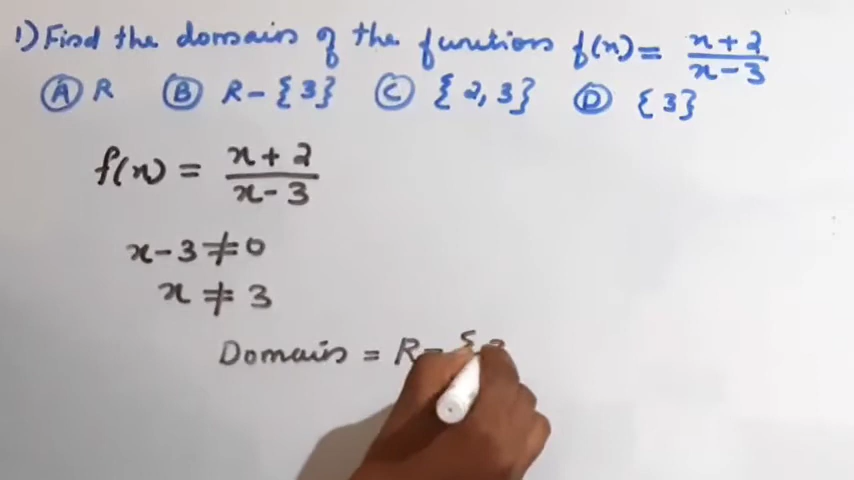 1) Find the domain of the function f(x) = x+2 / x-3
(A) R (B) R-{3} (C) {2,3} (D) {3}
f(x) = x+2 / x-3
x-3≠0
x≠3
Domain = R-{